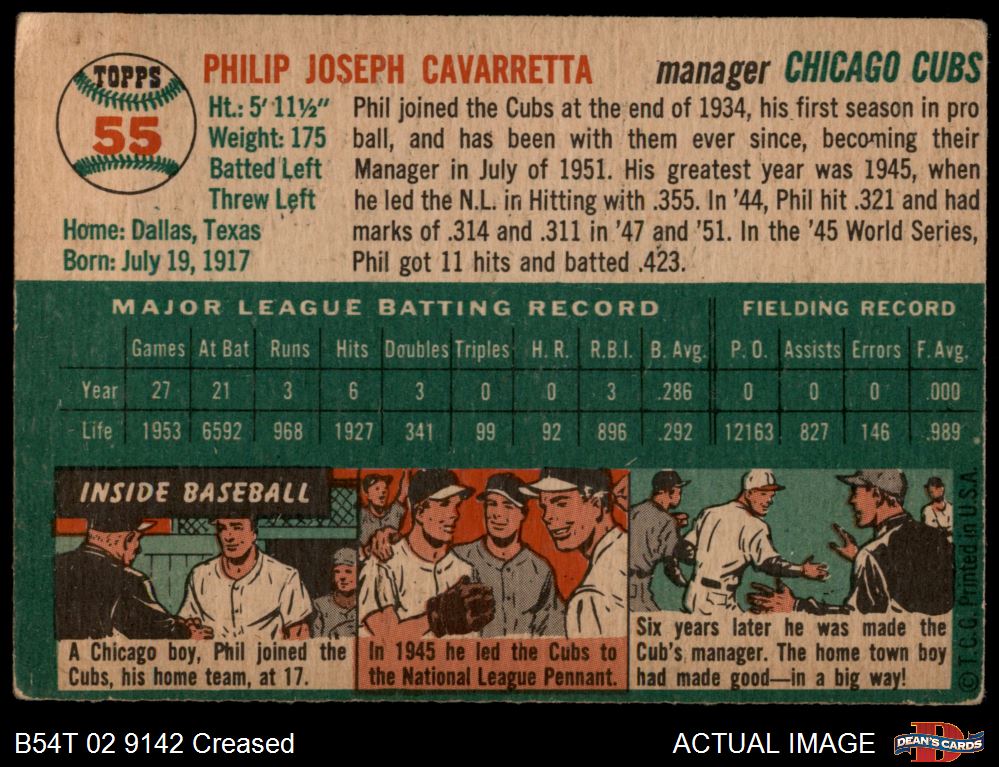 TOPPS
55
PHILIP JOSEPH CAVARRETTA manager CHICAGO CUBS
Ht.: 5' 11½"
Weight: 175
Batted Left
Threw Left
Home: Dallas, Texas
Born: July 19, 1917
Phil joined the Cubs at the end of 1934, his first season in pro
ball, and has been with them ever since, becoming their
Manager in July of 1951. His greatest year was 1945, when
he led the N.L. in Hitting with .355. In '44, Phil hit .321 and had
marks of .314 and .311 in '47 and '51. In the '45 World Series,
Phil got 11 hits and batted .423.
MAJOR LEAGUE BATTING RECORD FIELDING RECORD
Games At Bat Runs Hits Doubles Triples H. R. R.B.I. B. Avg. P. O. Assists Errors F. Avg.
Year 27 21 3 6 3 0 0 3 .286 0 0 0 .000
Life 1953 6592 968 1927 341 99 92 896 .292 12163 827 146 .989
INSIDE BASEBALL
A Chicago boy, Phil joined the
Cubs, his home team, at 17.
In 1945 he led the Cubs to
the National League Pennant.
Six years later he was made the
Cub's manager. The home town boy
had made good—in a big way!
© T. C. G. Printed in U.S.A.
B54T 02 9142 Creased
ACTUAL IMAGE
D
DEAN'S CARDS